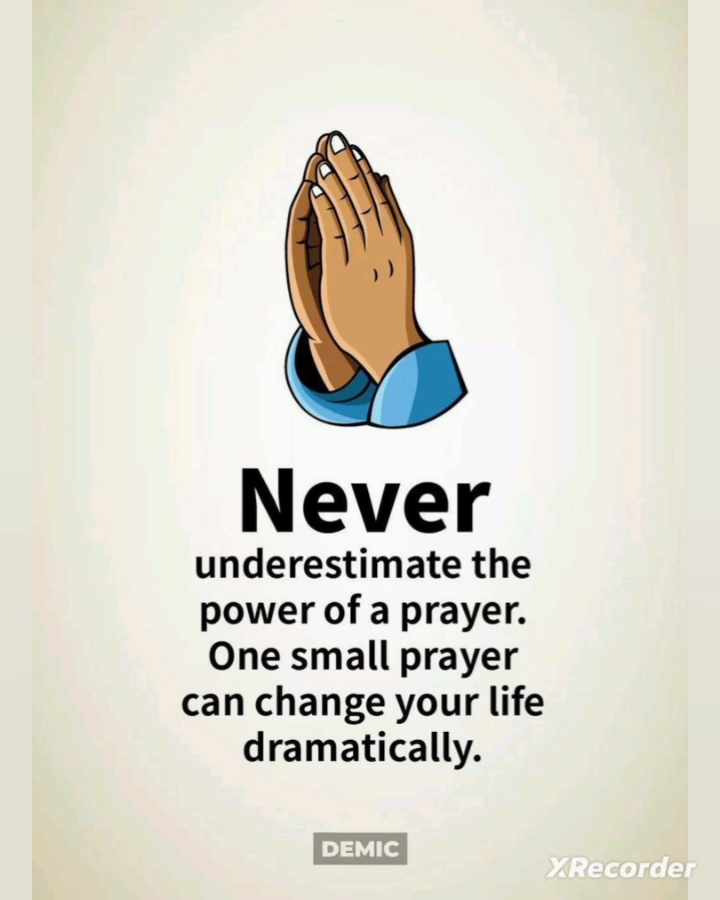 Never
underestimate the
power of a prayer.
One small prayer
can change your life
dramatically.
DEMIC
XRecorder